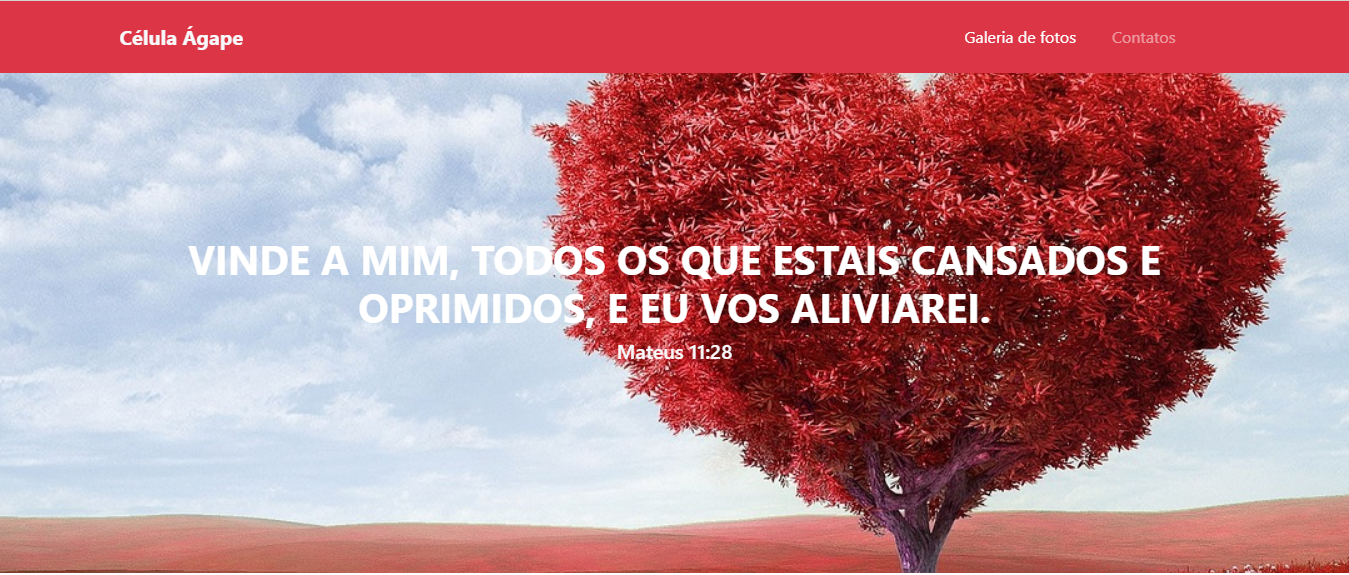 Célula Ágape
Galeria de fotos
Contatos
VINDE A MIM, TODOS OS QUE ESTAIS CANSADOS E
OPRIMIDOS, E EU VOS ALIVIAREI.
Mateus 11:28